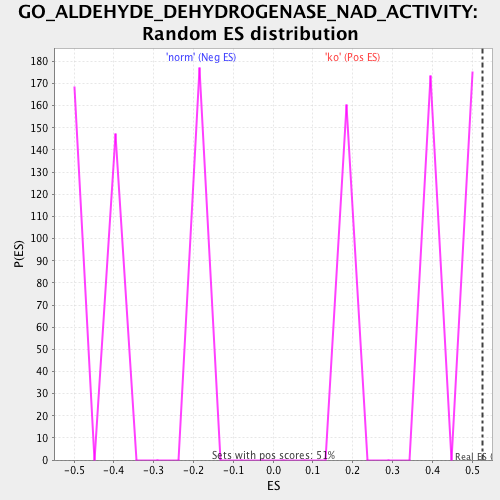 GO_ALDEHYDE_DEHYDROGENASE_NAD_ACTIVITY:
Random ES distribution
'norm' (Neg ES)
'ko' (Pos ES)
180
170
160
150
140
130
120
110
100
90
80
70
60
50
40
30
20
10
0
P(ES)
Sets with pos scores: 51%
Real ES (
-0.5 -0.4 -0.3 -0.2 -0.1 0.0 0.1 0.2 0.3 0.4 0.5
ES